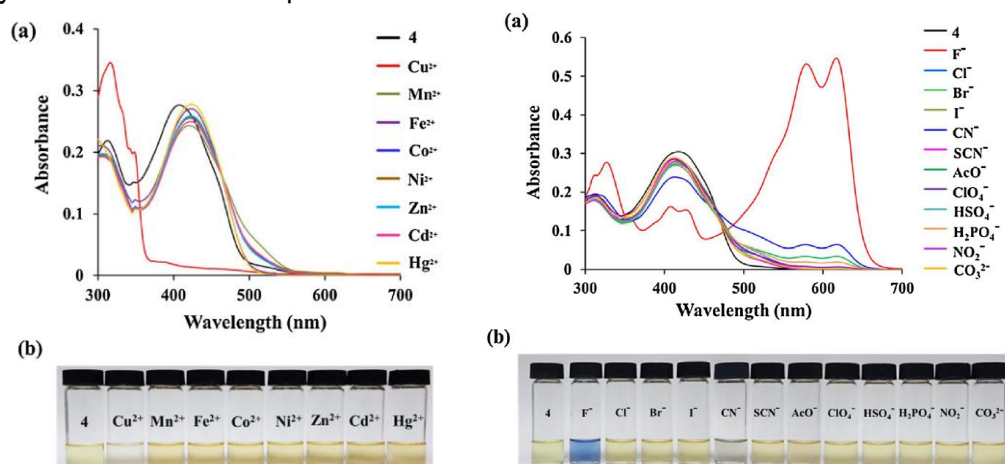 (a)
0.4
0.3
0.2
0.1
0
300 400 500 600 700
Absorbance
Wavelength (nm)
4
Cu²⁺
Mn²⁺
Fe²⁺
Co²⁺
Ni²⁺
Zn²⁺
Cd²⁺
Hg²⁺
(b)
4 Cu²⁺ Mn²⁺ Fe²⁺ Co²⁺ Ni²⁺ Zn²⁺ Cd²⁺ Hg²⁺
(a)
0.6
0.5
0.4
0.3
0.2
0.1
0
300 400 500 600 700
Absorbance
Wavelength (nm)
4
F⁻
Cl⁻
Br⁻
I⁻
CN⁻
SCN⁻
AcO⁻
ClO₄⁻
HSO₄⁻
H₂PO₄⁻
NO₂⁻
CO₃²⁻
(b)
4 F⁻ Cl⁻ Br⁻ I⁻ CN⁻ SCN⁻ AcO⁻ ClO₄⁻ HSO₄⁻ H₂PO₄⁻ NO₂⁻ CO₃²⁻